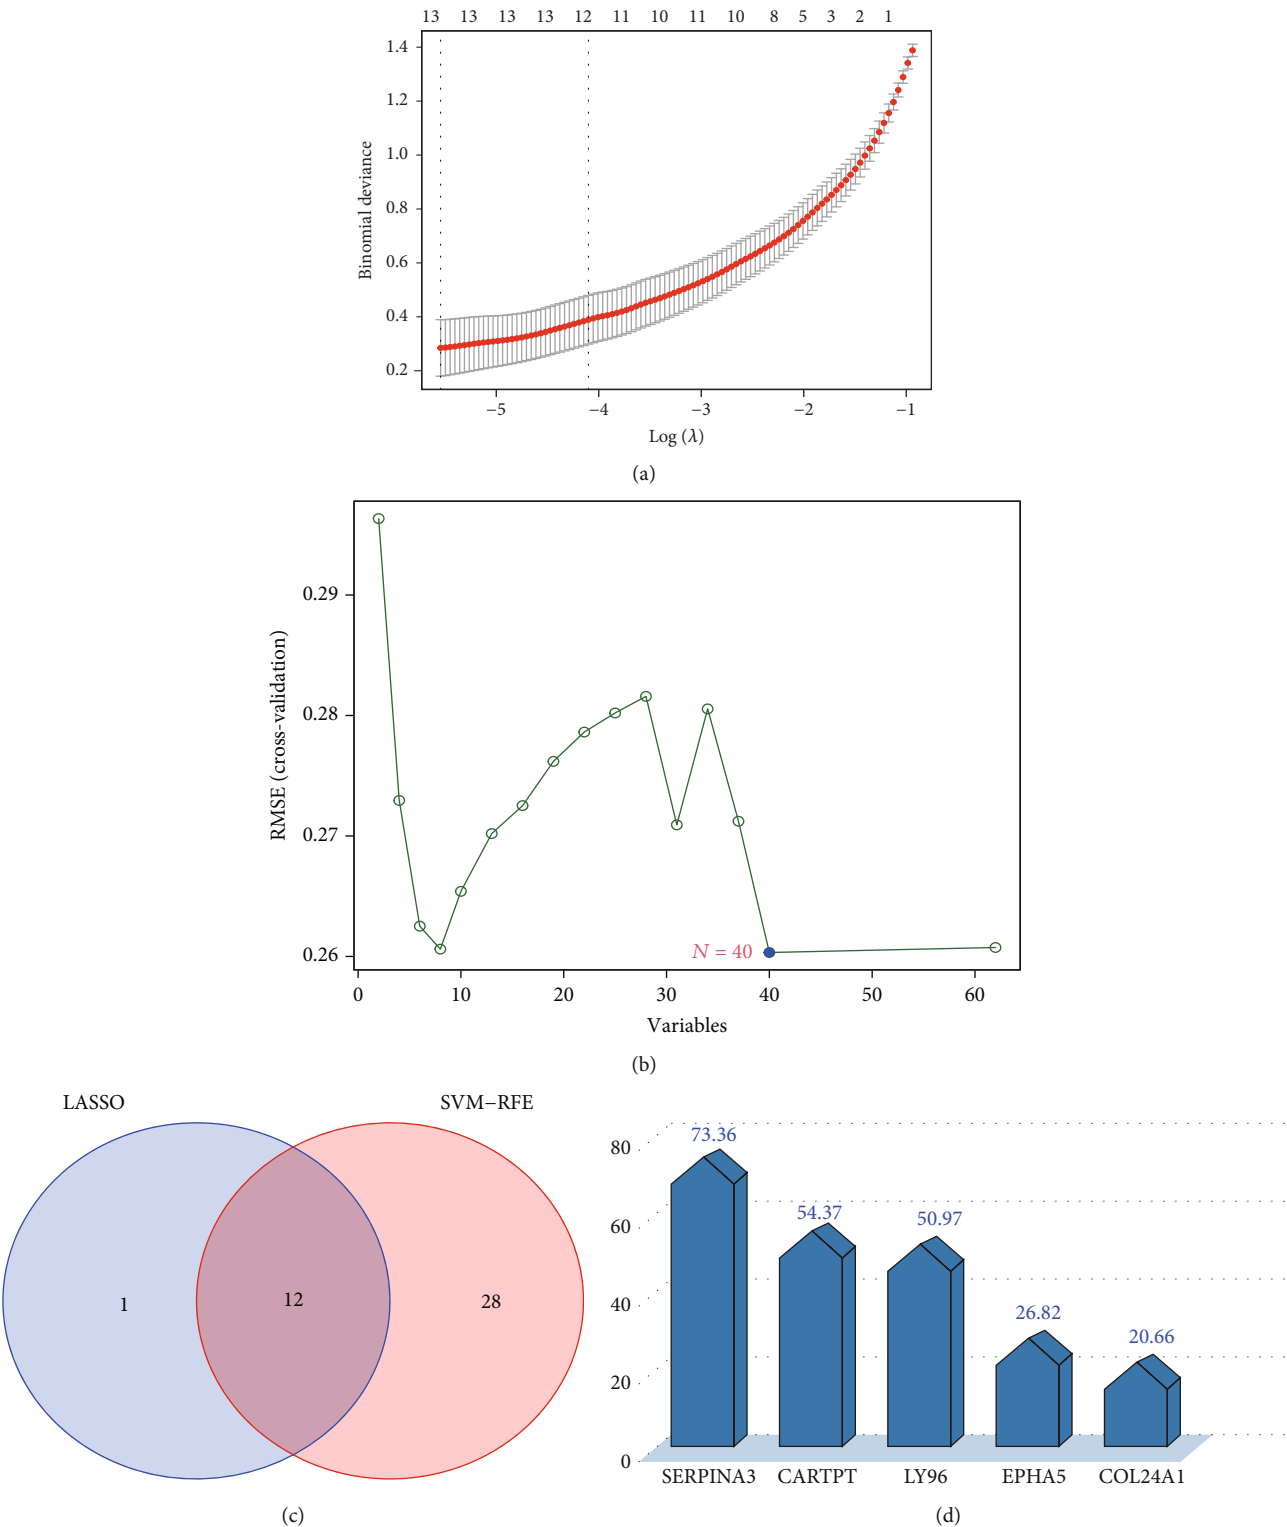 13 13 13 13 12 11 10 11 10 8 5 3 2 1
1.4
1.2
1.0
0.8
0.6
0.4
0.2
Binomial deviance
−5 −4 −3 −2 −1
Log (λ)
(a)
0.29
0.28
0.27
0.26
RMSE (cross-validation)
N = 40
0 10 20 30 40 50 60
Variables
(b)
LASSO SVM−RFE
1 12 28
(c)
80
60
40
20
0
73.36
54.37
50.97
26.82
20.66
SERPINA3 CARTPT LY96 EPHA5 COL24A1
(d)